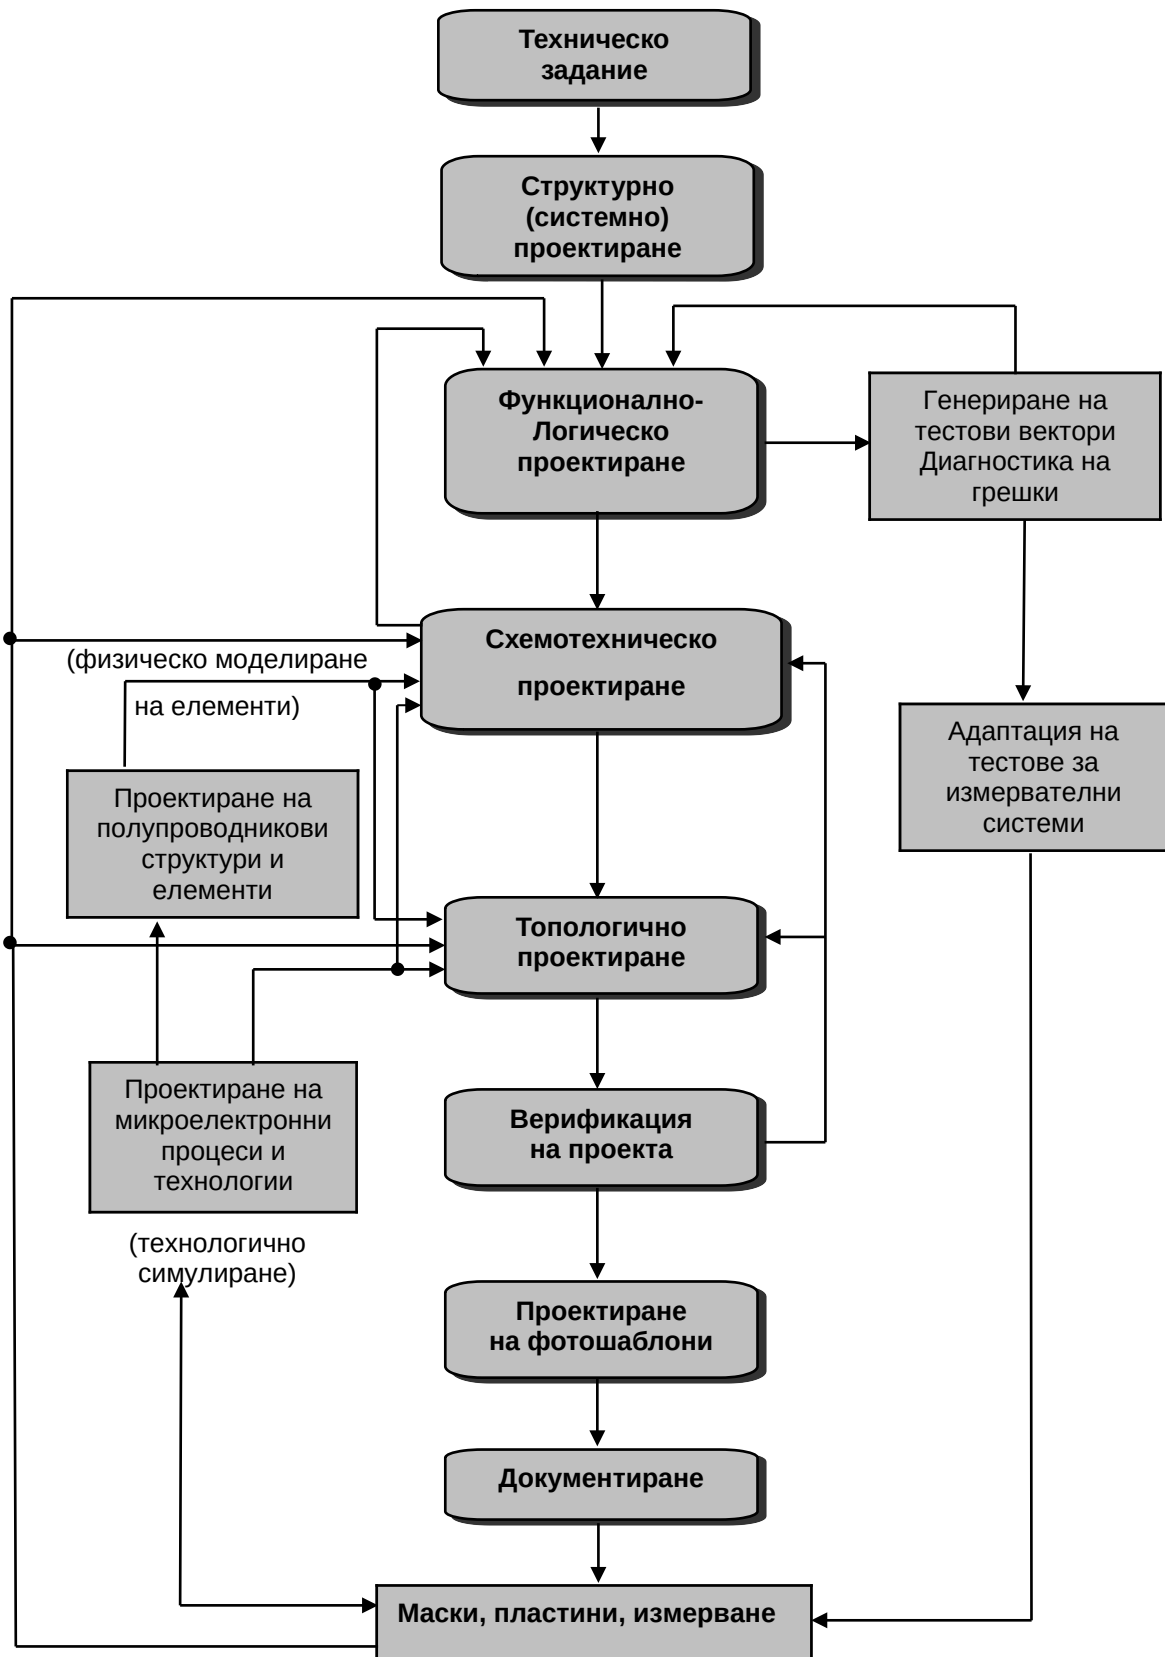 Техническо
задание
Структурно
(системно)
проектиране
Функционално-
Логическо
проектиране
Генериране на
тестови вектори
Диагностика на
грешки
Схемотехническо
проектиране
(физическо моделиране
на елементи)
Адаптация на
тестове за
измервателни
системи
Проектиране на
полупроводникови
структури и
елементи
Топологично
проектиране
Проектиране на
микроелектронни
процеси и
технологии
Верификация
на проекта
(технологично
симулиране)
Проектиране
на фотошаблони
Документиране
Маски, пластини, измерване